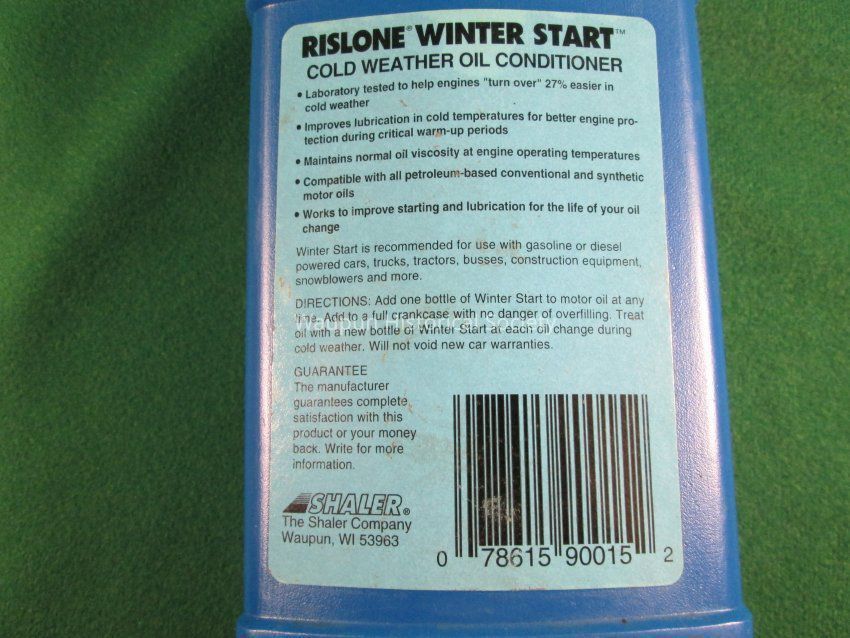 RISLONE® WINTER START™
COLD WEATHER OIL CONDITIONER
• Laboratory tested to help engines "turn over" 27% easier in
cold weather
• Improves lubrication in cold temperatures for better engine pro-
tection during critical warm-up periods
• Maintains normal oil viscosity at engine operating temperatures
• Compatible with all petroleum-based conventional and synthetic
motor oils
• Works to improve starting and lubrication for the life of your oil
change
Winter Start is recommended for use with gasoline or diesel
powered cars, trucks, tractors, busses, construction equipment,
snowblowers and more.
DIRECTIONS: Add one bottle of Winter Start to motor oil at any
time. Add to a full crankcase with no danger of overfilling. Treat
Waupun Historical Society
oil with a new bottle of Winter Start at each oil change during
cold weather. Will not void new car warranties.
GUARANTEE
The manufacturer
guarantees complete
satisfaction with this
product or your money
back. Write for more
information.
SHALER®
The Shaler Company
Waupun, WI 53963
0 78615 90015 2